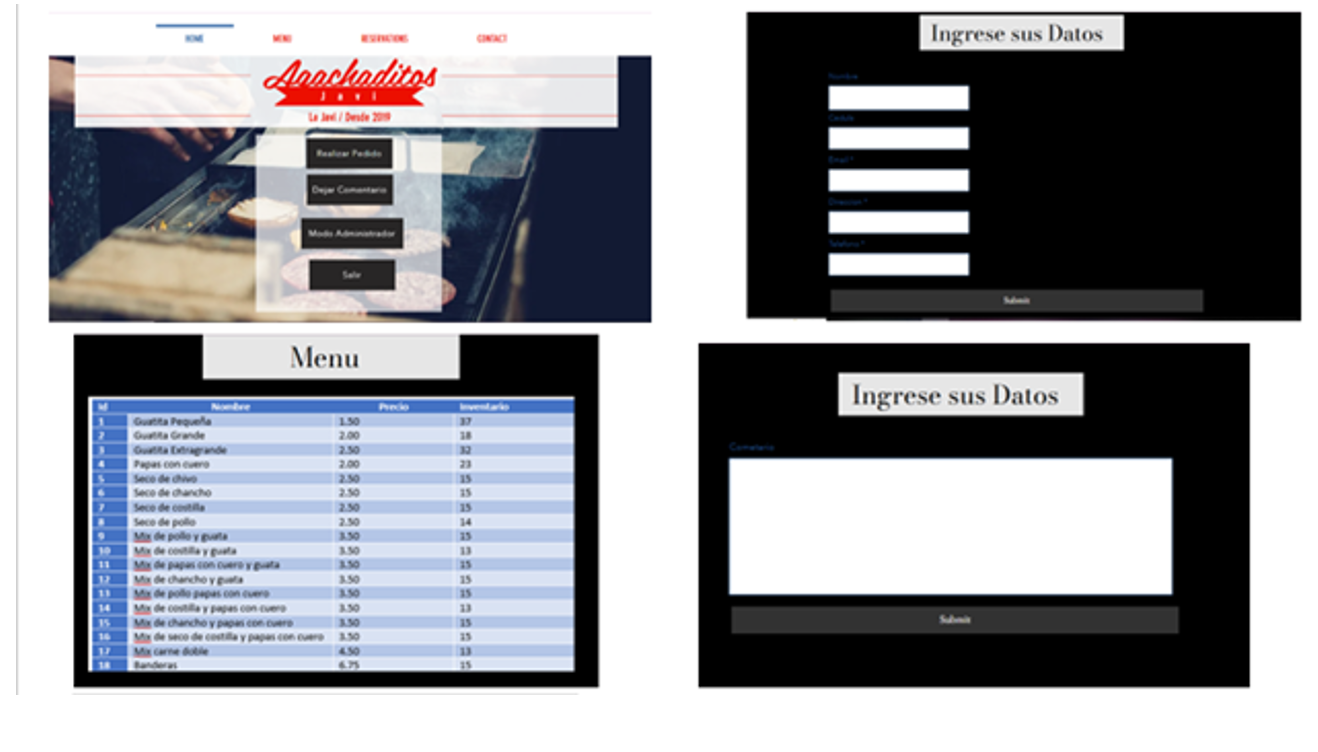 HOME MENU RESERVATIONS CONTACT
Agachaditos
Javi
La Javi / Desde 2019
Realizar Pedido
Dejar Comentario
Modo Administrador
Salir
Ingrese sus Datos
Nombre
Cedula
Email *
Dirección *
Teléfono *
Submit
Menu
Id Nombre Precio Inventario
1 Guatita Pequeña 1.50 37
2 Guatita Grande 2.00 18
3 Guatita Extragrande 2.50 32
4 Papas con cuero 2.00 23
5 Seco de chivo 2.50 15
6 Seco de chancho 2.50 15
7 Seco de costilla 2.50 15
8 Seco de pollo 2.50 14
9 Mix de pollo y guata 3.50 15
10 Mix de costilla y guata 3.50 13
11 Mix de papas con cuero y guata 3.50 15
12 Mix de chancho y guata 3.50 15
13 Mix de pollo papas con cuero 3.50 15
14 Mix de costilla y papas con cuero 3.50 13
15 Mix de chancho y papas con cuero 3.50 15
16 Mix de seco de costilla y papas con cuero 3.50 15
17 Mix carne doble 4.50 13
18 Banderas 6.75 15
Ingrese sus Datos
Cometario
Submit